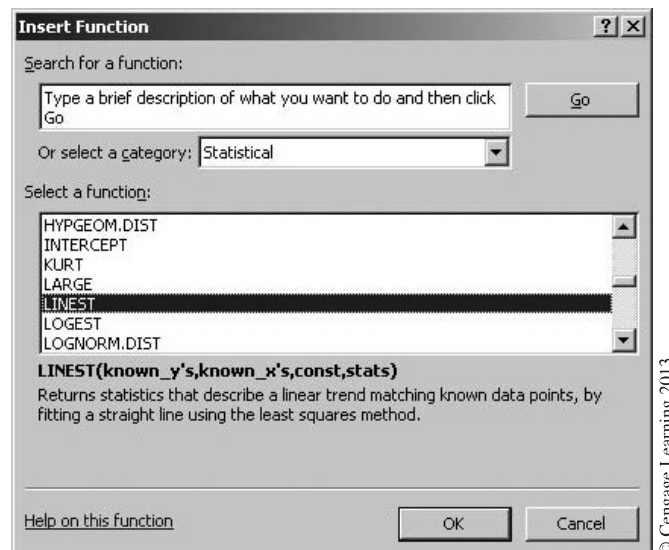 Insert Function
Search for a function:
Type a brief description of what you want to do and then click
Go
Go
Or select a category: Statistical
Select a function:
HYPGEOM.DIST
INTERCEPT
KURT
LARGE
LINEST
LOGEST
LOGNORM.DIST
LINEST(known_y's,known_x's,const,stats)
Returns statistics that describe a linear trend matching known data points, by
fitting a straight line using the least squares method.
Help on this function
OK
Cancel
© Cengage Learning 2013